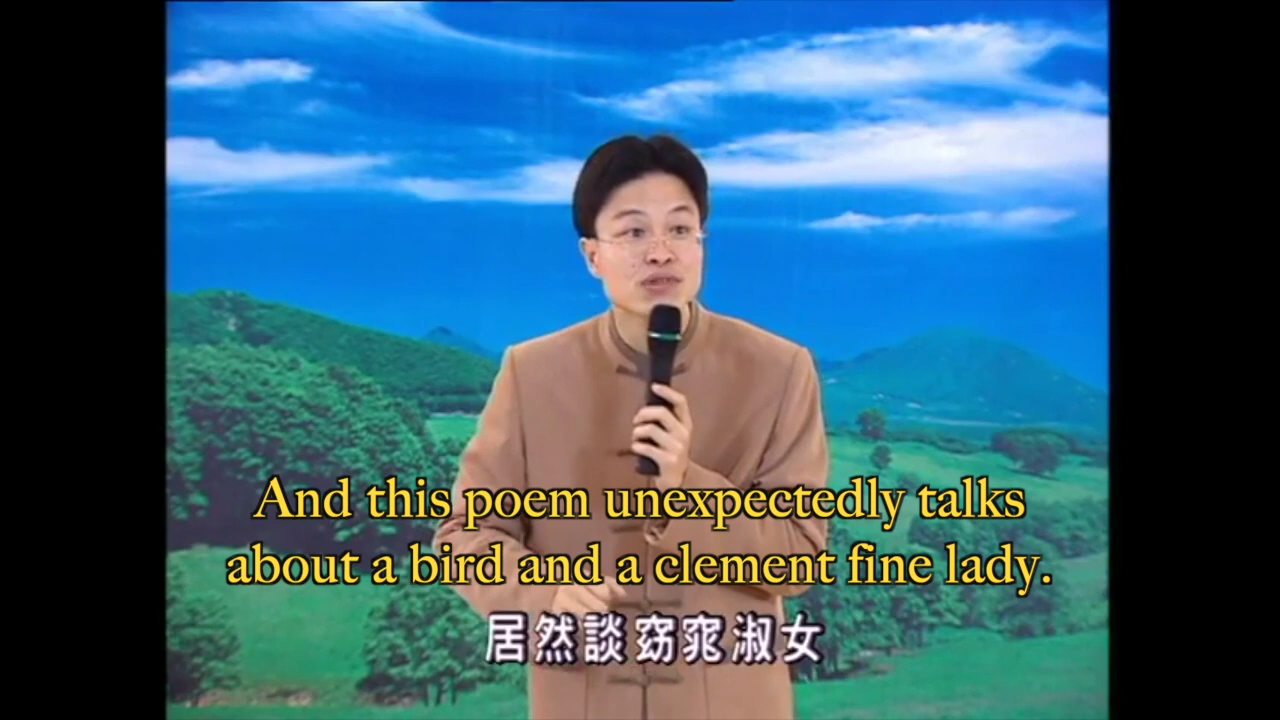 And this poem unexpectedly talks
about a bird and a clement fine lady.
居然談窈窕淑女